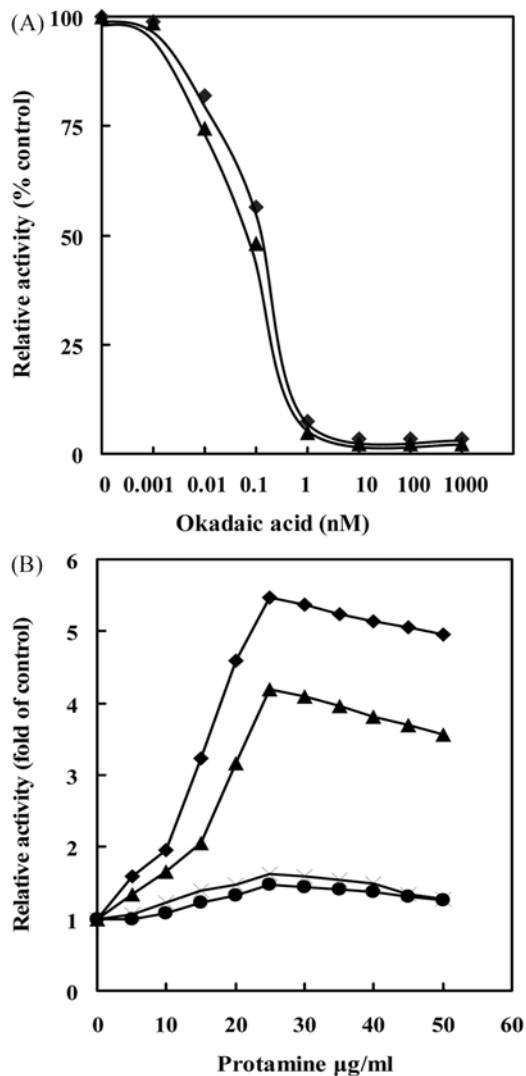 (A)
100
75
50
25
0
Relative activity (% control)
0 0.001 0.01 0.1 1 10 100 1000
Okadaic acid (nM)
(B)
6
5
4
3
2
1
0
Relative activity (fold of control)
0 10 20 30 40 50 60
Protamine µg/ml